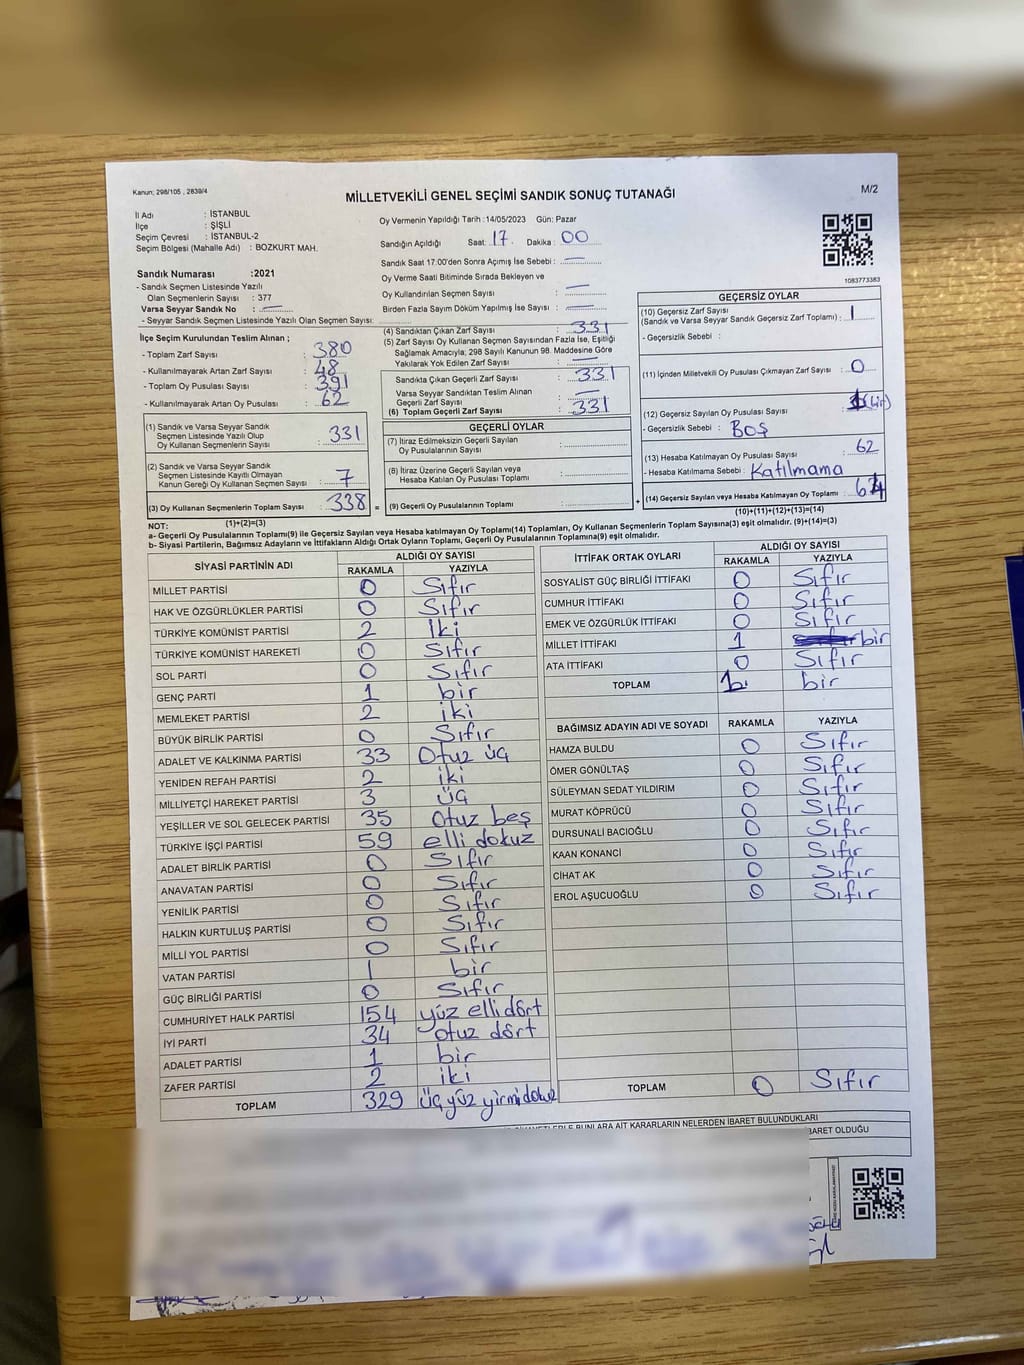 Kanun; 298/105 , 2839/4
MİLLETVEKİLİ GENEL SEÇİMİ SANDIK SONUÇ TUTANAĞI
M/2
İl Adı : İSTANBUL
İlçe : ŞİŞLİ
Seçim Çevresi : İSTANBUL-2
Seçim Bölgesi (Mahalle Adı) : BOZKURT MAH.
Oy Vermenin Yapıldığı Tarih :14/05/2023 Gün: Pazar
Sandığın Açıldığı Saat: 17 . Dakika : 00
Sandık Saat 17:00'den Sonra Açımış İse Sebebi : —
Oy Verme Saati Bitiminde Sırada Bekleyen ve
Oy Kullandırılan Seçmen Sayısı : —
Birden Fazla Sayım Döküm Yapılmış İse Sayısı : —
1083773383
Sandık Numarası :2021
- Sandık Seçmen Listesinde Yazılı
Olan Seçmenlerin Sayısı : 377
Varsa Seyyar Sandık No : —
- Seyyar Sandık Seçmen Listesinde Yazılı Olan Seçmen Sayısı:
İlçe Seçim Kurulundan Teslim Alınan ;
- Toplam Zarf Sayısı : 380
- Kullanılmayarak Artan Zarf Sayısı : 48
- Toplam Oy Pusulası Sayısı : 391
- Kullanılmayarak Artan Oy Pusulası : 62
(1) Sandık ve Varsa Seyyar Sandık
Seçmen Listesinde Yazılı Olup
Oy Kullanan Seçmenlerin Sayısı : 331
(2) Sandık ve Varsa Seyyar Sandık
Seçmen Listesinde Kayıtlı Olmayan
Kanun Gereği Oy Kullanan Seçmen Sayısı : 7
(3) Oy Kullanan Seçmenlerin Toplam Sayısı : 338
(1)+(2)=(3)
(4) Sandıktan Çıkan Zarf Sayısı : 331
(5) Zarf Sayısı Oy Kullanan Seçmen Sayısından Fazla İse, Eşitliği
Sağlamak Amacıyla; 298 Sayılı Kanunun 98. Maddesine Göre
Yakılarak Yok Edilen Zarf Sayısı : —
Sandıkta Çıkan Geçerli Zarf Sayısı : 331
Varsa Seyyar Sandıktan Teslim Alınan
Geçerli Zarf Sayısı : —
(6) Toplam Geçerli Zarf Sayısı : 331
GEÇERLİ OYLAR
(7) İtiraz Edilmeksizin Geçerli Sayılan
Oy Pusulalarının Sayısı :
(8) İtiraz Üzerine Geçerli Sayılan veya
Hesaba Katılan Oy Pusulası Toplamı :
= (9) Geçerli Oy Pusulalarının Toplamı :
GEÇERSİZ OYLAR
(10) Geçersiz Zarf Sayısı
(Sandık ve Varsa Seyyar Sandık Geçersiz Zarf Toplamı) : 1
- Geçersizlik Sebebi :
(11) İçinden Milletvekili Oy Pusulası Çıkmayan Zarf Sayısı : 0
(12) Geçersiz Sayılan Oy Pusulası Sayısı : 1 (bir)
- Geçersizlik Sebebi : BOŞ
(13) Hesaba Katılmayan Oy Pusulası Sayısı : 62
- Hesaba Katılmama Sebebi : Katılmama
+ (14) Geçersiz Sayılan veya Hesaba Katılmayan Oy Toplamı :
(10)+(11)+(12)+(13)=(14)
NOT:
a- Geçerli Oy Pusulalarının Toplamı(9) ile Geçersiz Sayılan veya Hesaba katılmayan Oy Toplamı(14) Toplamları, Oy Kullanan Seçmenlerin Toplam Sayısına(3) eşit olmalıdır. (9)+(14)=(3)
b- Siyasi Partilerin, Bağımsız Adayların ve İttifakların Aldığı Ortak Oyların Toplamı, Geçerli Oy Pusulalarının Toplamına(9) eşit olmalıdır.
SİYASİ PARTİNİN ADI ALDIĞI OY SAYISI
RAKAMLA YAZIYLA
MİLLET PARTİSİ 0 Sıfır
HAK VE ÖZGÜRLÜKLER PARTİSİ 0 Sıfır
TÜRKİYE KOMÜNİST PARTİSİ 2 İki
TÜRKİYE KOMÜNİST HAREKETİ 0 Sıfır
SOL PARTİ 0 Sıfır
GENÇ PARTİ 1 bir
MEMLEKET PARTİSİ 2 iki
BÜYÜK BİRLİK PARTİSİ 0 Sıfır
ADALET VE KALKINMA PARTİSİ 33 Otuz üç
YENİDEN REFAH PARTİSİ 2 iki
MİLLİYETÇİ HAREKET PARTİSİ 3 üç
YEŞİLLER VE SOL GELECEK PARTİSİ 35 otuz beş
TÜRKİYE İŞÇİ PARTİSİ 59 elli dokuz
ADALET BİRLİK PARTİSİ 0 Sıfır
ANAVATAN PARTİSİ 0 Sıfır
YENİLİK PARTİSİ 0 Sıfır
HALKIN KURTULUŞ PARTİSİ 0 Sıfır
MİLLİ YOL PARTİSİ 0 Sıfır
VATAN PARTİSİ 1 bir
GÜÇ BİRLİĞİ PARTİSİ 0 Sıfır
CUMHURİYET HALK PARTİSİ 154 yüz elli dört
İYİ PARTİ 34 otuz dört
ADALET PARTİSİ 1 bir
ZAFER PARTİSİ 2 iki
TOPLAM 329 üç yüz yirmi dokuz
İTTİFAK ORTAK OYLARI ALDIĞI OY SAYISI
RAKAMLA YAZIYLA
SOSYALİST GÜÇ BİRLİĞİ İTTİFAKI 0 Sıfır
CUMHUR İTTİFAKI 0 Sıfır
EMEK VE ÖZGÜRLÜK İTTİFAKI 0 Sıfır
MİLLET İTTİFAKI 1 bir
ATA İTTİFAKI 0 Sıfır
TOPLAM 1 bir
BAĞIMSIZ ADAYIN ADI VE SOYADI RAKAMLA YAZIYLA
HAMZA BULDU 0 Sıfır
ÖMER GÖNÜLTAŞ 0 Sıfır
SÜLEYMAN SEDAT YILDIRIM 0 Sıfır
MURAT KÖPRÜCÜ 0 Sıfır
DURSUNALİ BACIOĞLU 0 Sıfır
KAAN KONANCİ 0 Sıfır
CİHAT AK 0 Sıfır
EROL AŞUCUOĞLU 0 Sıfır
TOPLAM 0 Sıfır
BUNLARA AİT KARARLARIN NELERDEN İBARET BULUNDUKLARI
İBARET OLDUĞU